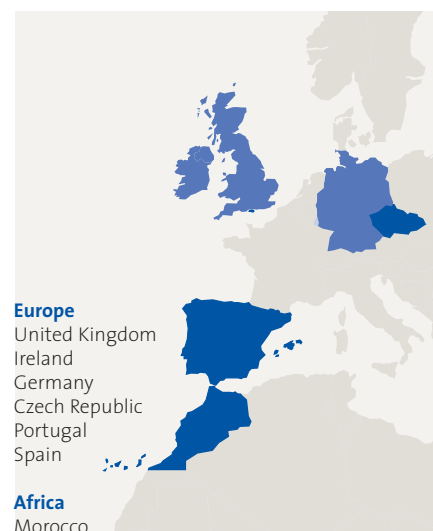 Europe
United Kingdom
Ireland
Germany
Czech Republic
Portugal
Spain
Africa
Morocco